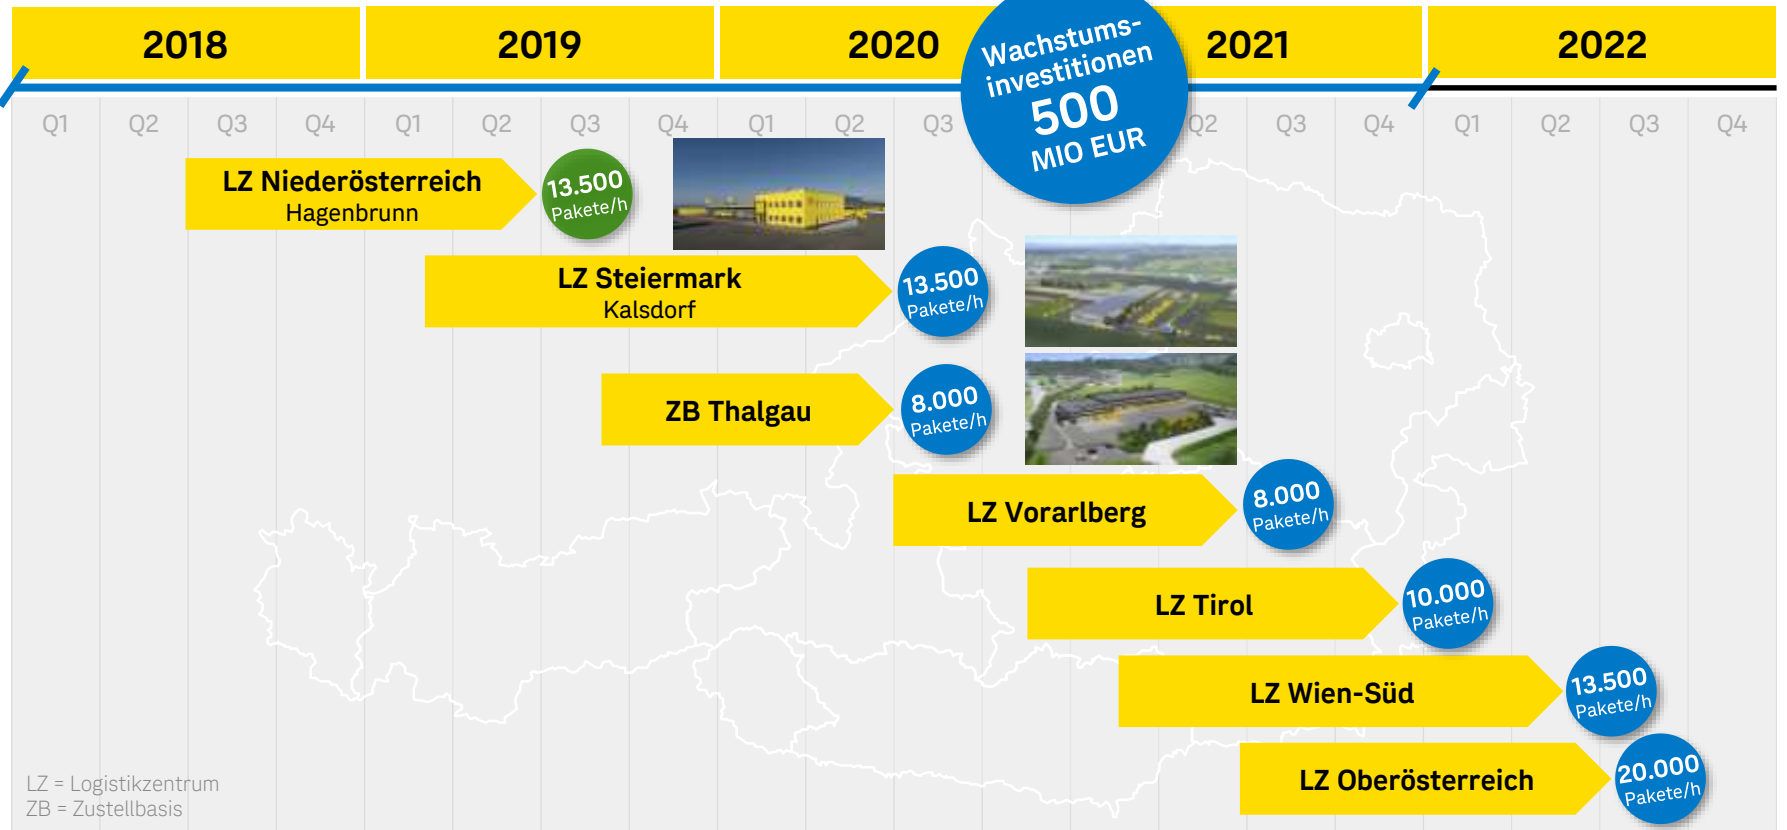 2018
2019
2020
2021
2022
Wachstums-
investitionen
500
MIO EUR
Q1 Q2 Q3 Q4 Q1 Q2 Q3 Q4 Q1 Q2 Q3 Q2 Q3 Q4 Q1 Q2 Q3 Q4
LZ Niederösterreich
Hagenbrunn
13.500
Pakete/h
LZ Steiermark
Kalsdorf
13.500
Pakete/h
ZB Thalgau
8.000
Pakete/h
LZ Vorarlberg
8.000
Pakete/h
LZ Tirol
10.000
Pakete/h
LZ Wien-Süd
13.500
Pakete/h
LZ Oberösterreich
20.000
Pakete/h
LZ = Logistikzentrum
ZB = Zustellbasis